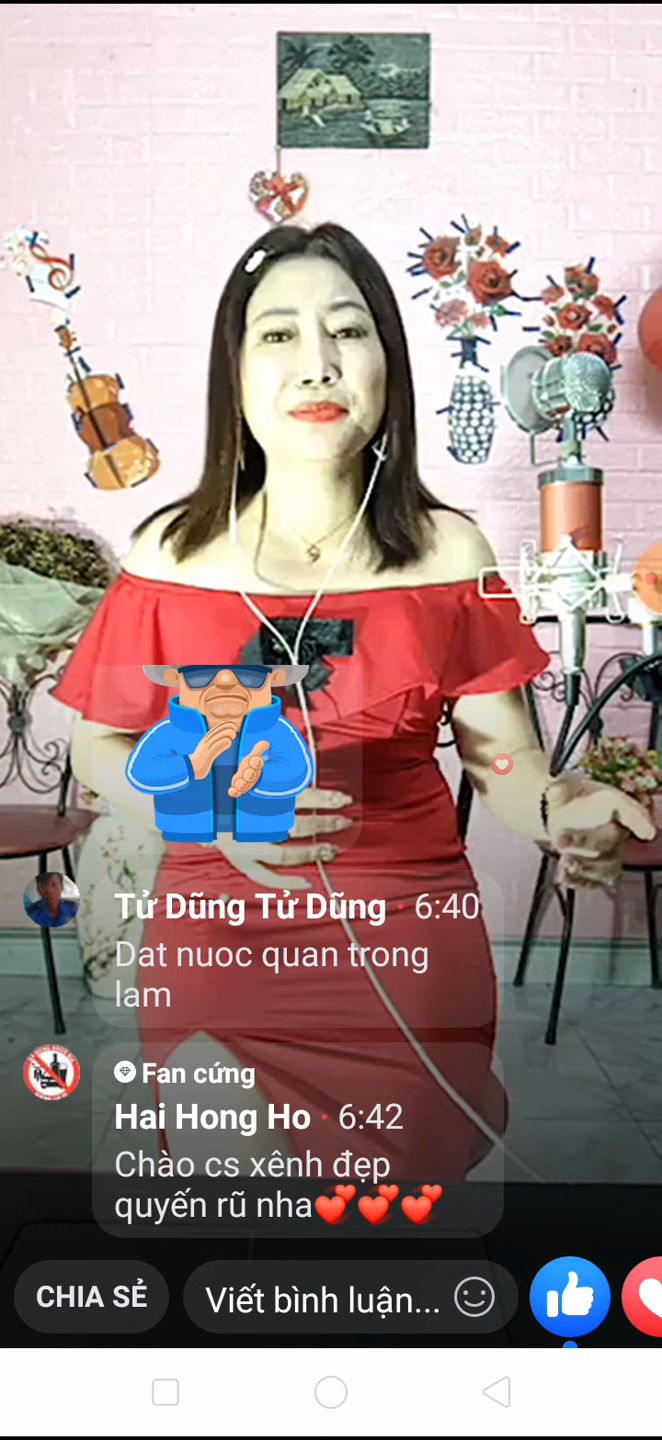 Tử Dũng Tử Dũng · 6:40
Dat nuoc quan trong
lam
Fan cứng
Hai Hong Ho · 6:42
Chào cs xênh đẹp
quyến rũ nha💕💕💕
CHIA SẺ
Viết bình luận...